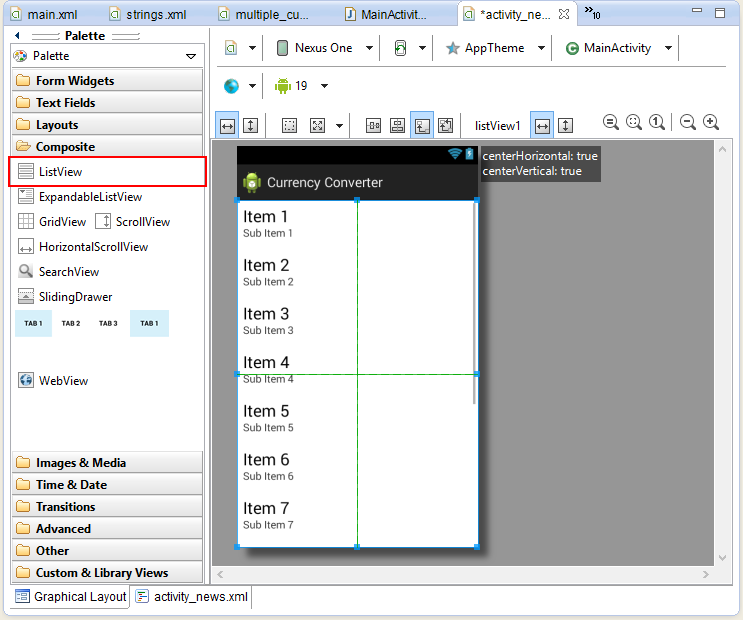 main.xml
strings.xml
multiple_cu...
MainActivit...
*activity_ne...
»10
Palette
Palette
Form Widgets
Text Fields
Layouts
Composite
ListView
ExpandableListView
GridView ScrollView
HorizontalScrollView
SearchView
SlidingDrawer
TAB 1 TAB 2 TAB 3 TAB 1
WebView
Images & Media
Time & Date
Transitions
Advanced
Other
Custom & Library Views
Nexus One
AppTheme
MainActivity
19
listView1
1
centerHorizontal: true
centerVertical: true
Currency Converter
Item 1
Sub Item 1
Item 2
Sub Item 2
Item 3
Sub Item 3
Item 4
Sub Item 4
Item 5
Sub Item 5
Item 6
Sub Item 6
Item 7
Sub Item 7
Graphical Layout
activity_news.xml